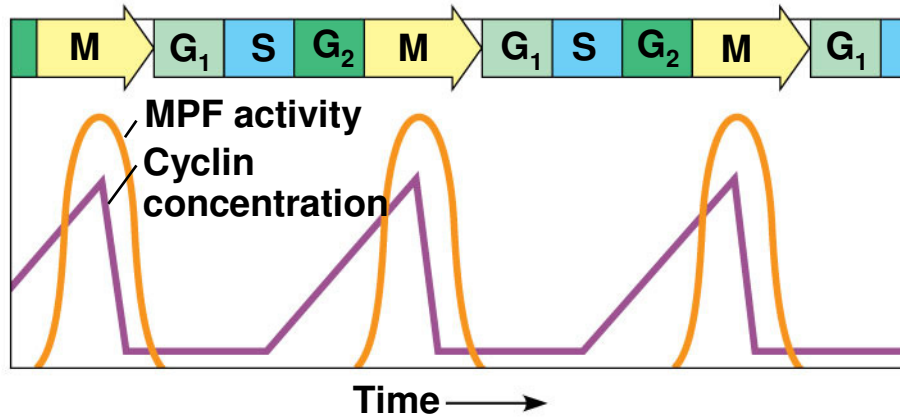 M G₁ S G₂ M G₁ S G₂ M G₁
MPF activity
Cyclin
concentration
Time